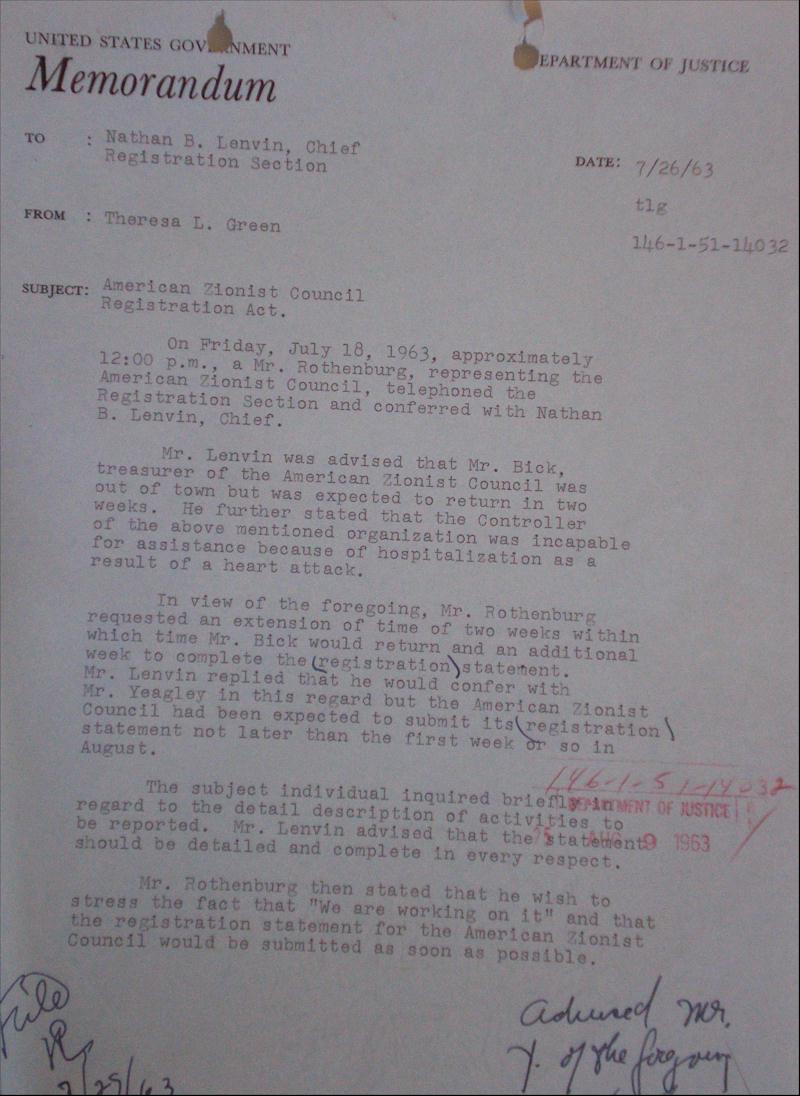 UNITED STATES GOVERNMENT
DEPARTMENT OF JUSTICE
Memorandum
TO : Nathan B. Lenvin, Chief
Registration Section
DATE: 7/26/63
tlg
146-1-51-14032
FROM : Theresa L. Green
SUBJECT: American Zionist Council
Registration Act.
On Friday, July 18, 1963, approximately
12:00 p.m., a Mr. Rothenburg, representing the
American Zionist Council, telephoned the
Registration Section and conferred with Nathan
B. Lenvin, Chief.
Mr. Lenvin was advised that Mr. Bick,
treasurer of the American Zionist Council was
out of town but was expected to return in two
weeks. He further stated that the Controller
of the above mentioned organization was incapable
for assistance because of hospitalization as a
result of a heart attack.
In view of the foregoing, Mr. Rothenburg
requested an extension of time of two weeks within
which time Mr. Bick would return and an additional
week to complete the (registration) statement.
Mr. Lenvin replied that he would confer with
Mr. Yeagley in this regard but the American Zionist
Council had been expected to submit its (registration)
statement not later than the first week or so in
August.
146-1-51-14032
The subject individual inquired briefly in
DEPARTMENT OF JUSTICE
regard to the detail description of activities to
be reported. Mr. Lenvin advised that the statement
AUG 9 1963
should be detailed and complete in every respect.
Mr. Rothenburg then stated that he wish to
stress the fact that "We are working on it" and that
the registration statement for the American Zionist
Council would be submitted as soon as possible.
File
7/29/63
Advised Mr.
Y. of the foregoing